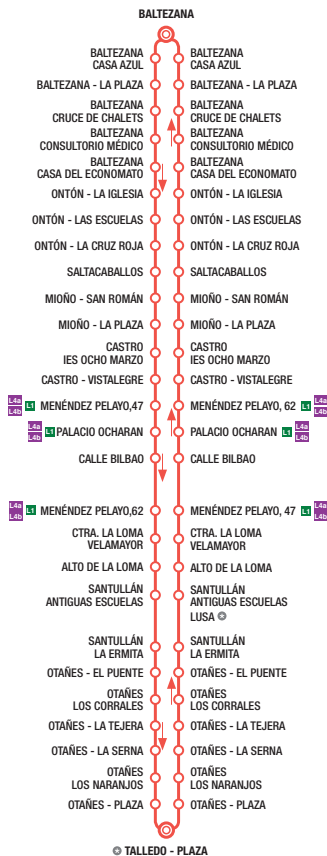 BALTEZANA
BALTEZANA
CASA AZUL
BALTEZANA
CASA AZUL
BALTEZANA - LA PLAZA
BALTEZANA - LA PLAZA
BALTEZANA
CRUCE DE CHALETS
BALTEZANA
CRUCE DE CHALETS
BALTEZANA
CONSULTORIO MÉDICO
BALTEZANA
CONSULTORIO MÉDICO
BALTEZANA
CASA DEL ECONOMATO
BALTEZANA
CASA DEL ECONOMATO
ONTÓN - LA IGLESIA
ONTÓN - LA IGLESIA
ONTÓN - LAS ESCUELAS
ONTÓN - LAS ESCUELAS
ONTÓN - LA CRUZ ROJA
ONTÓN - LA CRUZ ROJA
SALTACABALLOS
SALTACABALLOS
MIOÑO - SAN ROMÁN
MIOÑO - SAN ROMÁN
MIOÑO - LA PLAZA
MIOÑO - LA PLAZA
CASTRO
IES OCHO MARZO
CASTRO
IES OCHO MARZO
CASTRO - VISTALEGRE
CASTRO - VISTALEGRE
L4a
L4b
L1 MENÉNDEZ PELAYO,47
MENÉNDEZ PELAYO, 62 L1
L4a
L4b
L4a
L4b
L1 PALACIO OCHARAN
PALACIO OCHARAN L1
L4a
L4b
CALLE BILBAO
CALLE BILBAO
L4a
L4b
L1 MENÉNDEZ PELAYO,62
MENÉNDEZ PELAYO, 47 L1
L4a
L4b
CTRA. LA LOMA
VELAMAYOR
CTRA. LA LOMA
VELAMAYOR
ALTO DE LA LOMA
ALTO DE LA LOMA
SANTULLÁN
ANTIGUAS ESCUELAS
SANTULLÁN
ANTIGUAS ESCUELAS
LUSA
SANTULLÁN
LA ERMITA
SANTULLÁN
LA ERMITA
OTAÑES - EL PUENTE
OTAÑES - EL PUENTE
OTAÑES
LOS CORRALES
OTAÑES
LOS CORRALES
OTAÑES - LA TEJERA
OTAÑES - LA TEJERA
OTAÑES - LA SERNA
OTAÑES - LA SERNA
OTAÑES
LOS NARANJOS
OTAÑES
LOS NARANJOS
OTAÑES - PLAZA
OTAÑES - PLAZA
TALLEDO - PLAZA